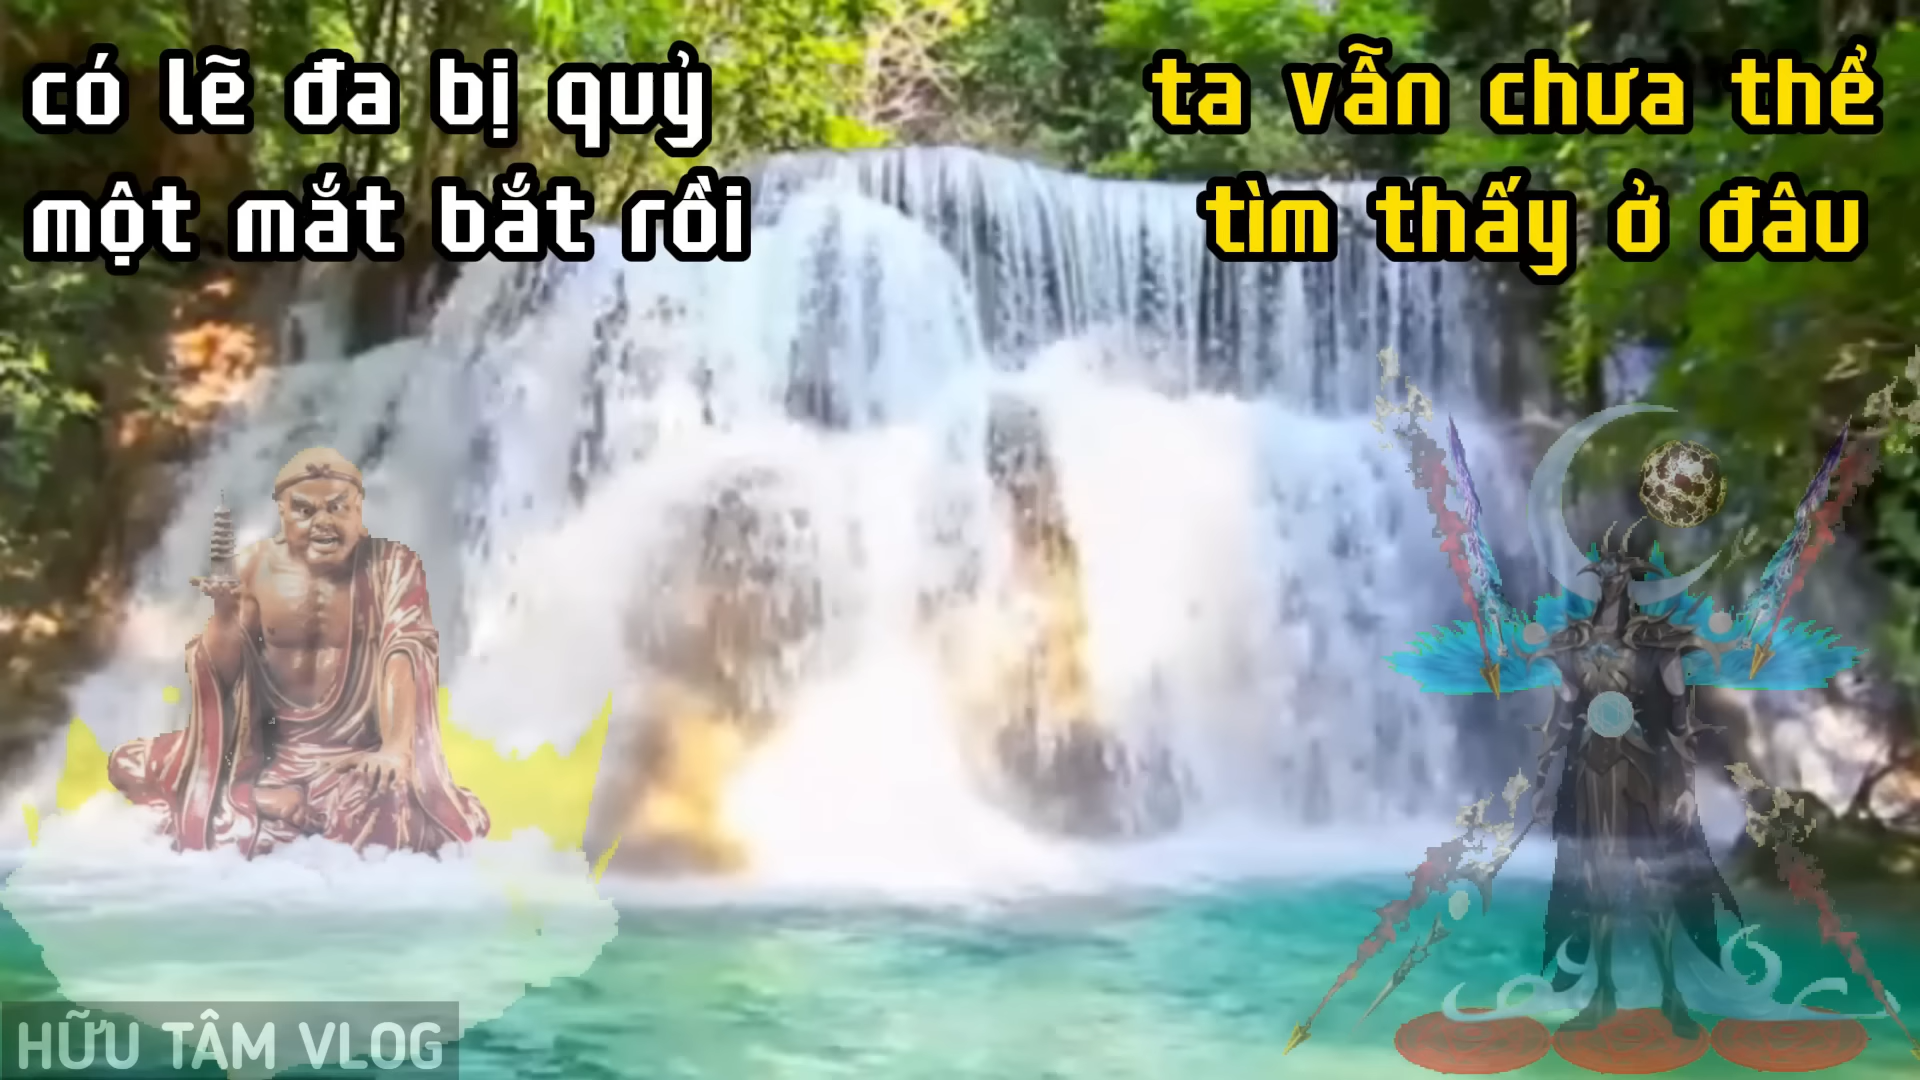 có lẽ đa bị quỷ
một mắt bắt rồi
ta vẫn chưa thể
tìm thấy ở đâu
HỮU TÂM VLOG